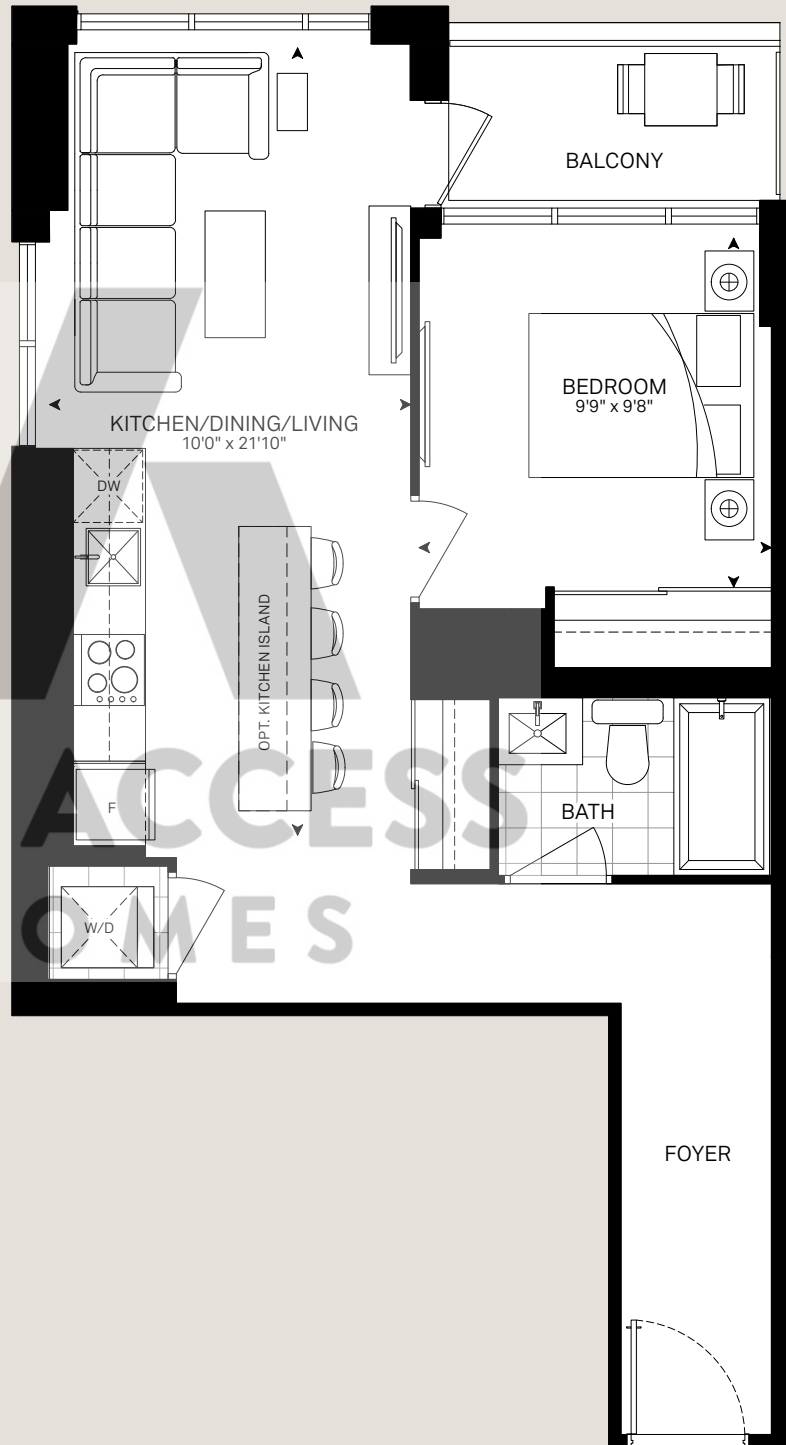 BALCONY
BEDROOM
9'9" x 9'8"
KITCHEN/DINING/LIVING
10'0" x 21'10"
DW
OPT. KITCHEN ISLAND
F
BATH
W/D
FOYER
ACCESS
OMES